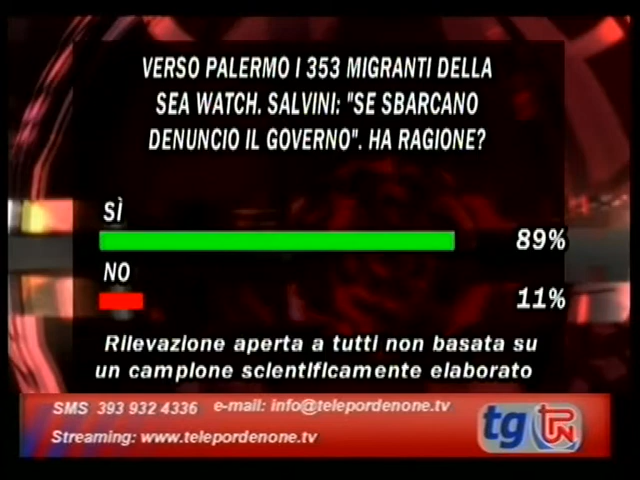 VERSO PALERMO I 353 MIGRANTI DELLA
SEA WATCH. SALVINI: "SE SBARCANO
DENUNCIO IL GOVERNO". HA RAGIONE?
SÌ
89%
NO
11%
Rilevazione aperta a tutti non basata su
un campione scientificamente elaborato
SMS 393 932 4336 e-mail: info@telepordenone.tv
Streaming: www.telepordenone.tv
tg TPN